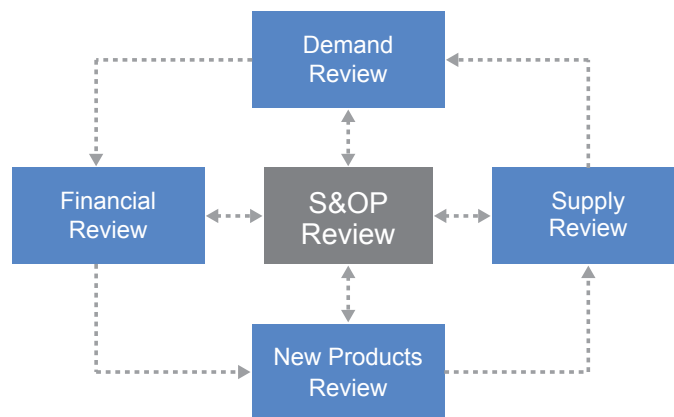 Demand
Review
Financial
Review
S&OP
Review
Supply
Review
New Products
Review